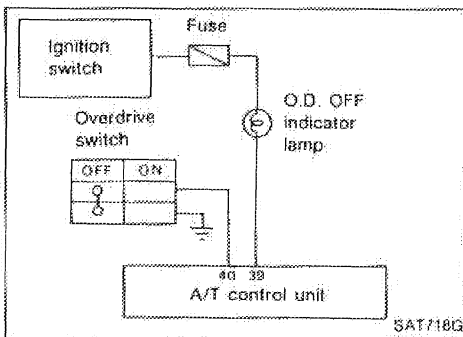 Fuse
Ignition
switch
O.D. OFF
indicator
lamp
Overdrive
switch
OFF ON
40 39
A/T control unit
SAT718G